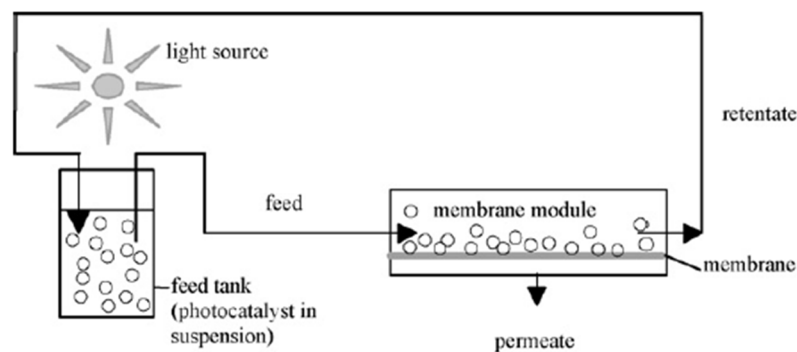 light source
retentate
feed
membrane module
membrane
feed tank
(photocatalyst in
suspension)
permeate